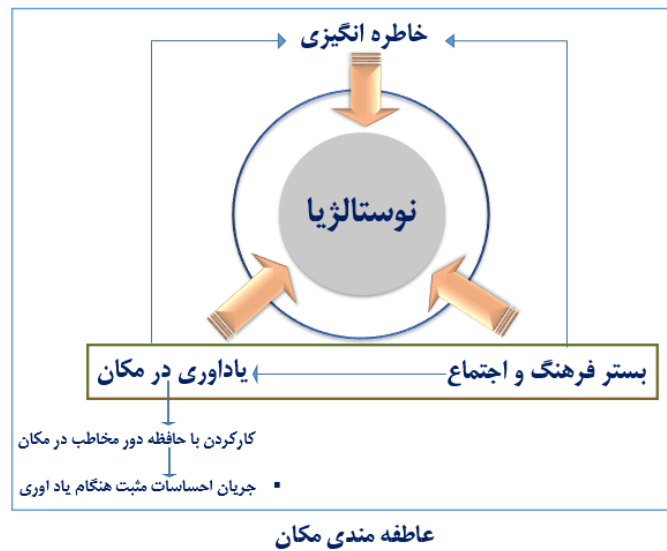 خاطره انگیزی
نوستالژیا
بستر فرهنگ و اجتماع
یاداوری در مکان
کارکردن با حافظه دور مخاطب در مکان
▪ جریان احساسات مثبت هنگام یاد اوری
عاطفه مندی مکان